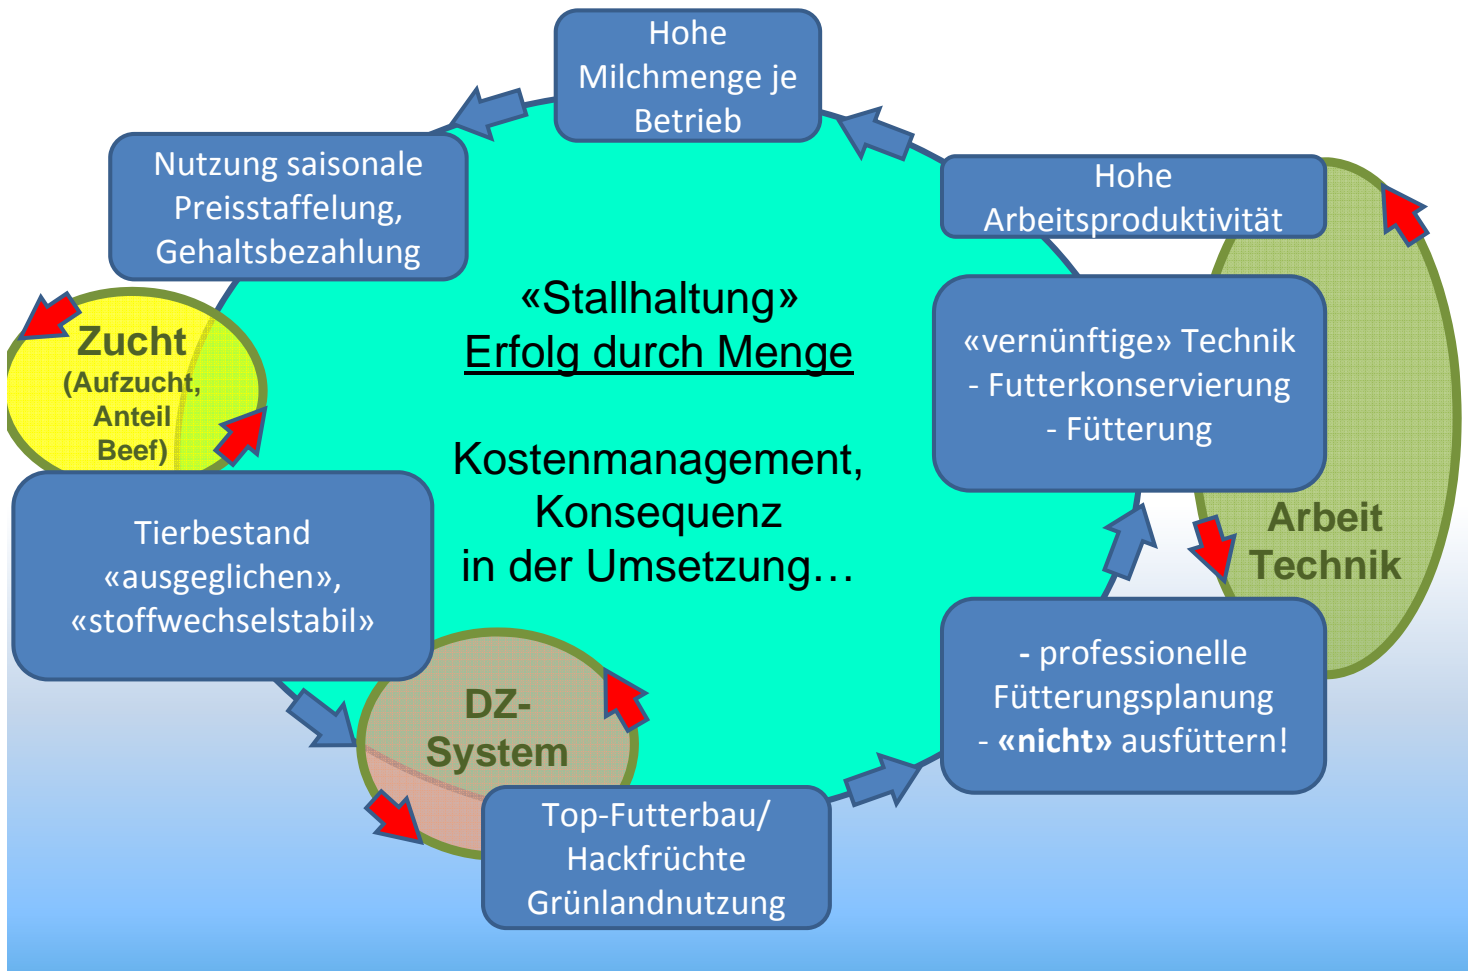 Hohe
Milchmenge je
Betrieb
Nutzung saisonale
Preisstaffelung,
Gehaltsbezahlung
Hohe
Arbeitsproduktivität
«Stallhaltung»
Erfolg durch Menge
Kostenmanagement,
Konsequenz
in der Umsetzung…
Zucht
(Aufzucht,
Anteil
Beef)
«vernünftige» Technik
- Futterkonservierung
- Fütterung
Arbeit
Technik
Tierbestand
«ausgeglichen»,
«stoffwechselstabil»
- professionelle
Fütterungsplanung
- «nicht» ausfüttern!
DZ-
System
Top-Futterbau/
Hackfrüchte
Grünlandnutzung